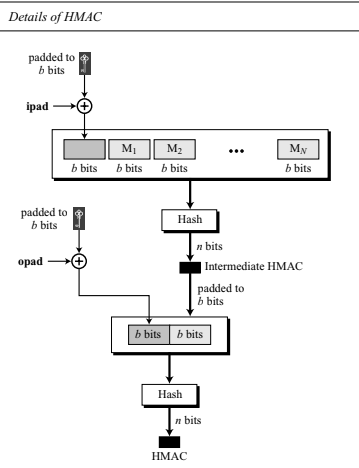 Details of HMAC
padded to
b bits
ipad
M1 M2 ••• MN
b bits b bits b bits b bits
Hash
n bits
padded to
b bits
Intermediate HMAC
opad
padded to
b bits
b bits b bits
Hash
n bits
HMAC